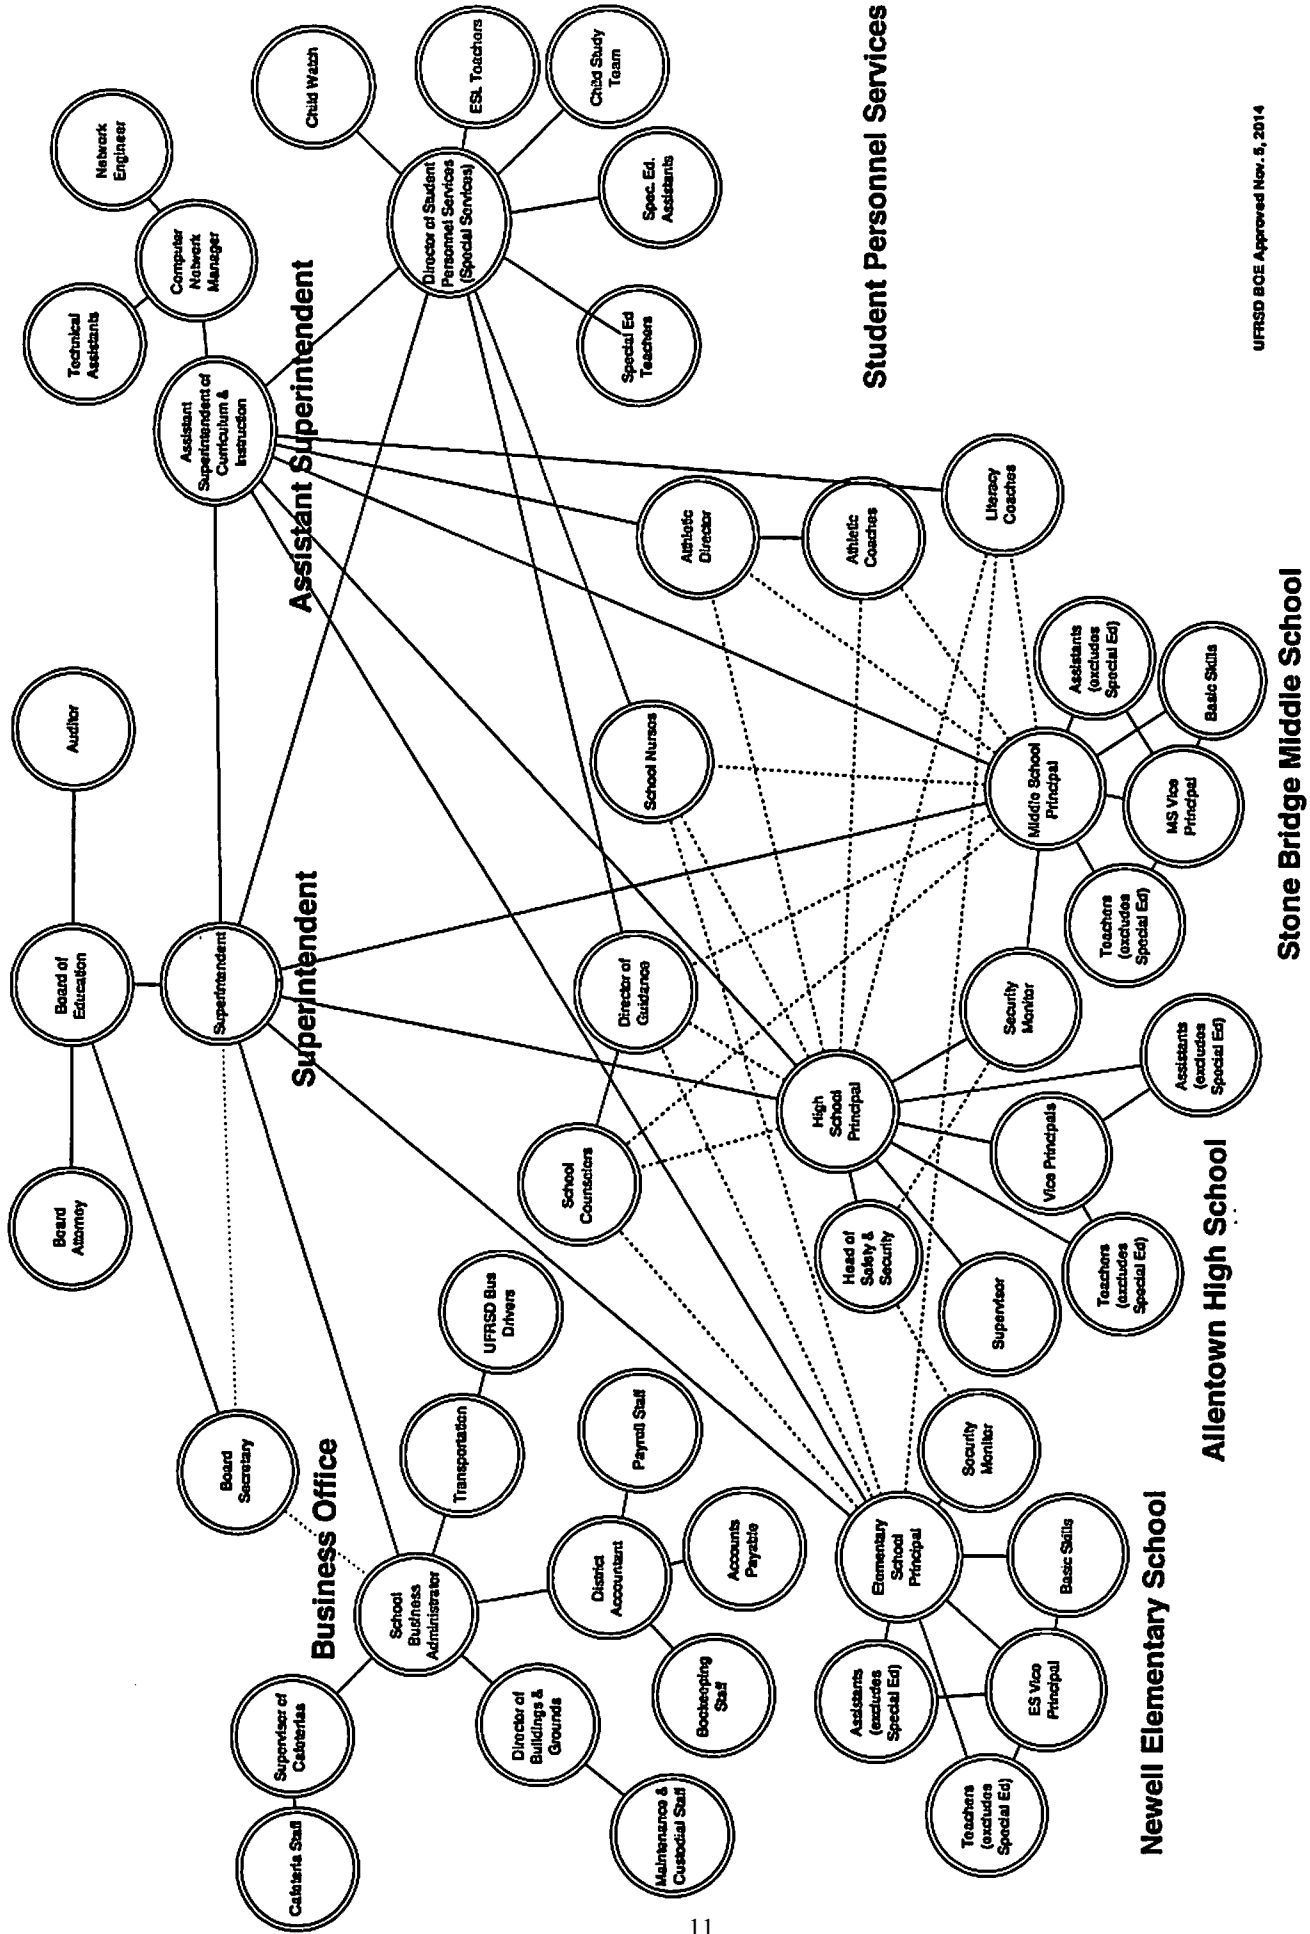 Board
Attorney
Board of
Education
Auditor
Superintendent
Superintendent
Board
Secretary
Assistant
Superintendent of
Curriculum &
Instruction
Assistant Superintendent
Technical
Assistants
Computer
Network
Manager
Network
Engineer
Child Watch
ESL Teachers
Child Study
Team
Spec. Ed.
Assistants
Special Ed
Teachers
Director of Student
Personnel Services
(Special Services)
Student Personnel Services
Business Office
School
Business
Administrator
Supervisor of
Cafeterias
Cafeteria Staff
Transportation
UFRSD Bus
Drivers
Director of
Buildings &
Grounds
Maintenance &
Custodial Staff
District
Accountant
Payroll Staff
Accounts
Payable
Bookeeping
Staff
School
Counselors
Director of
Guidance
School Nurses
Athletic
Director
Athletic
Coaches
Literacy
Coaches
Elementary
School
Principal
Assistants
(excludes
Special Ed)
Teachers
(excludes
Special Ed)
ES Vice
Principal
Basic Skills
Security
Monitor
Newell Elementary School
High
School
Principal
Head of
Safety &
Security
Supervisor
Teachers
(excludes
Special Ed)
Vice Principals
Assistants
(excludes
Special Ed)
Security
Monitor
Allentown High School
Middle School
Principal
Teachers
(excludes
Special Ed)
MS Vice
Principal
Assistants
(excludes
Special Ed)
Basic Skills
Stone Bridge Middle School
UFRSD BOE Approved Nov. 5, 2014
11